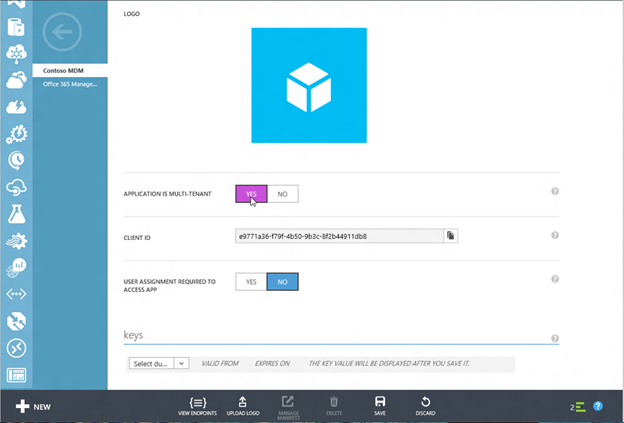 LOGO
Contoso MDM
Office 365 Manage...
APPLICATION IS MULTI-TENANT
YES
NO
CLIENT ID
e9771a36-f79f-4b50-9b3c-8f2b44911db8
USER ASSIGNMENT REQUIRED TO
ACCESS APP
YES
NO
keys
Select du...
VALID FROM
EXPIRES ON
THE KEY VALUE WILL BE DISPLAYED AFTER YOU SAVE IT.
NEW
VIEW ENDPOINTS
UPLOAD LOGO
MANAGE
MANIFEST
DELETE
SAVE
DISCARD
2